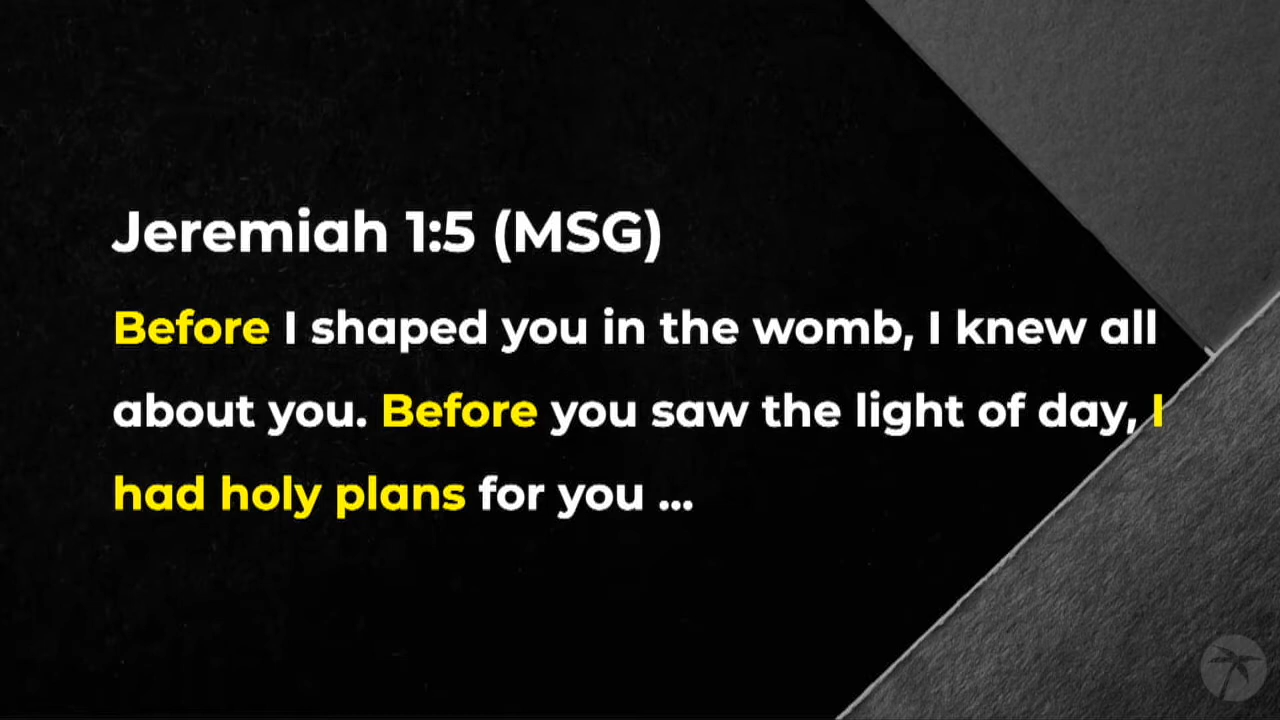 Jeremiah 1:5 (MSG)
Before I shaped you in the womb, I knew all
about you. Before you saw the light of day, I
had holy plans for you ...